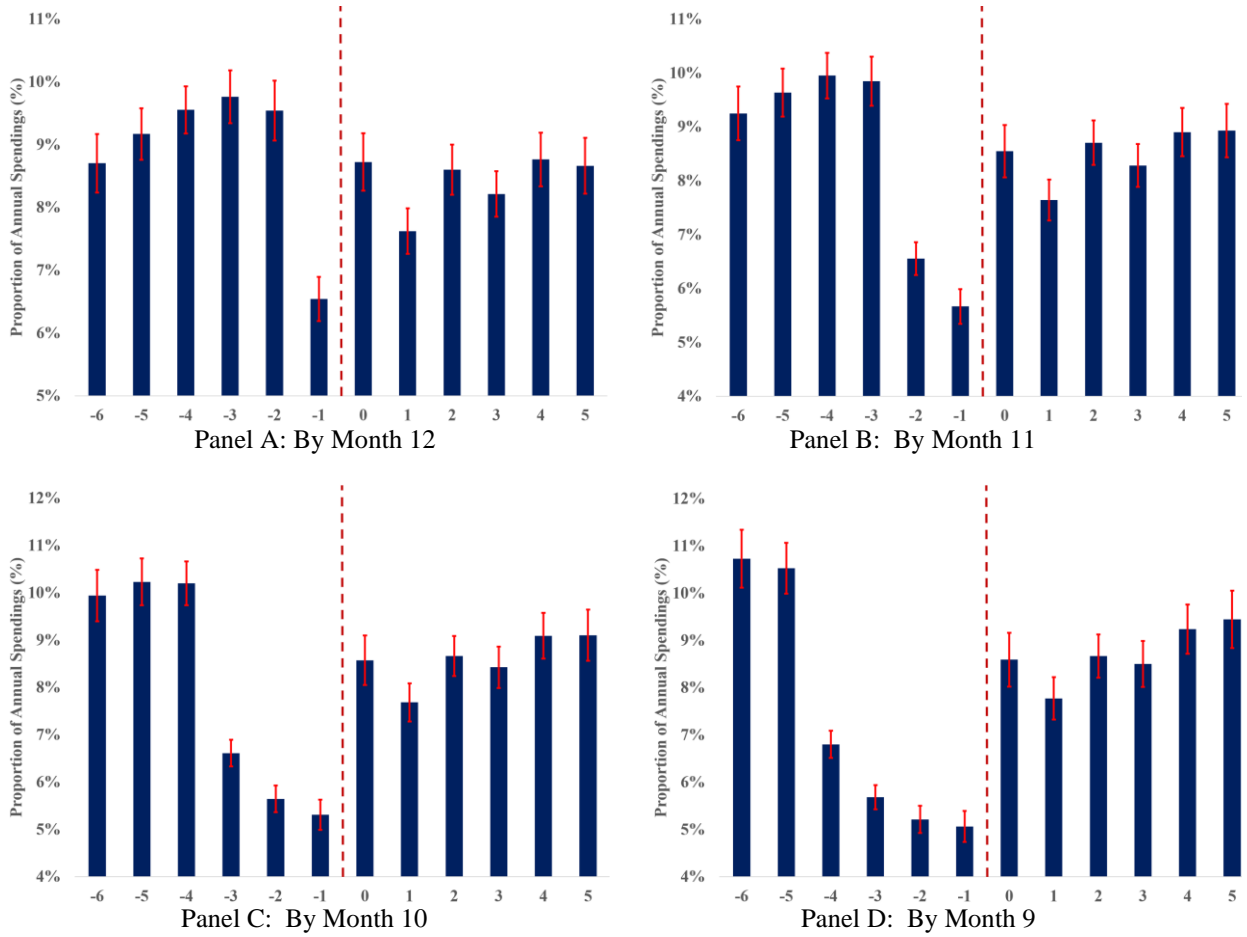 Proportion of Annual Spendings (%)
11%
10%
9%
8%
7%
6%
5%
-6 -5 -4 -3 -2 -1 0 1 2 3 4 5
Panel A: By Month 12
Proportion of Annual Spendings (%)
11%
10%
9%
8%
7%
6%
5%
4%
-6 -5 -4 -3 -2 -1 0 1 2 3 4 5
Panel B: By Month 11
Proportion of Annual Spendings (%)
12%
11%
10%
9%
8%
7%
6%
5%
4%
-6 -5 -4 -3 -2 -1 0 1 2 3 4 5
Panel C: By Month 10
Proportion of Annual Spendings (%)
12%
11%
10%
9%
8%
7%
6%
5%
4%
-6 -5 -4 -3 -2 -1 0 1 2 3 4 5
Panel D: By Month 9